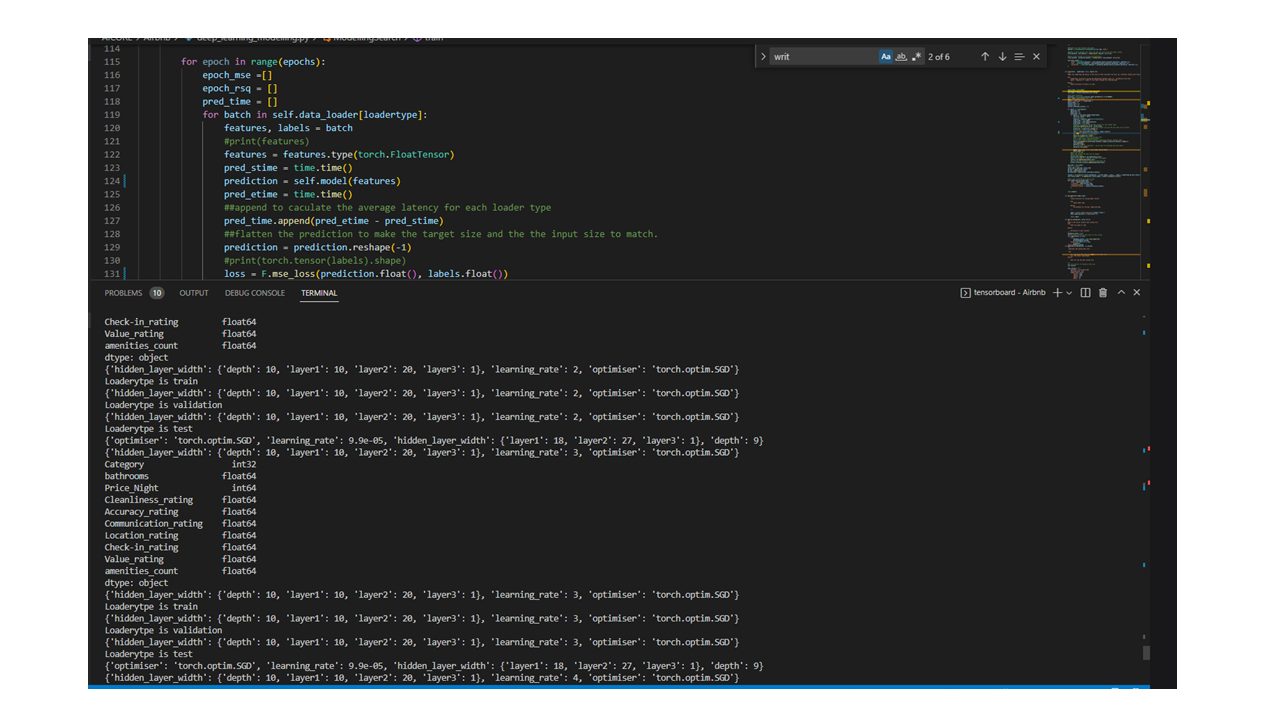 AiCORE > Airbnb > deep_learning_modelling.py > ModellingSearch > train
114
115 for epoch in range(epochs):
116 epoch_mse =[]
117 epoch_rsq = []
118 pred_time = []
119 for batch in self.data_loader[loadertype]:
120 features, labels = batch
121 #print(features)
122 features = features.type(torch.FloatTensor)
123 pred_stime = time.time()
124 prediction = self.model(features)
125 pred_etime = time.time()
126 ##append to caculate the average latency for each loader type
127 pred_time.append(pred_etime - pred_stime)
128 ##flatten the prediction to make the target size and the the input size to match.
129 prediction = prediction.reshape(-1)
130 #print(torch.tensor(labels).shape)
131 loss = F.mse_loss(prediction.float(), labels.float())
writ Aa ab .* 2 of 6
PROBLEMS 10 OUTPUT DEBUG CONSOLE TERMINAL tensorboard - Airbnb
Check-in_rating float64
Value_rating float64
amenities_count float64
dtype: object
{'hidden_layer_width': {'depth': 10, 'layer1': 10, 'layer2': 20, 'layer3': 1}, 'learning_rate': 2, 'optimiser': 'torch.optim.SGD'}
Loaderytpe is train
{'hidden_layer_width': {'depth': 10, 'layer1': 10, 'layer2': 20, 'layer3': 1}, 'learning_rate': 2, 'optimiser': 'torch.optim.SGD'}
Loaderytpe is validation
{'hidden_layer_width': {'depth': 10, 'layer1': 10, 'layer2': 20, 'layer3': 1}, 'learning_rate': 2, 'optimiser': 'torch.optim.SGD'}
Loaderytpe is test
{'optimiser': 'torch.optim.SGD', 'learning_rate': 9.9e-05, 'hidden_layer_width': {'layer1': 18, 'layer2': 27, 'layer3': 1}, 'depth': 9}
{'hidden_layer_width': {'depth': 10, 'layer1': 10, 'layer2': 20, 'layer3': 1}, 'learning_rate': 3, 'optimiser': 'torch.optim.SGD'}
Category int32
bathrooms float64
Price_Night int64
Cleanliness_rating float64
Accuracy_rating float64
Communication_rating float64
Location_rating float64
Check-in_rating float64
Value_rating float64
amenities_count float64
dtype: object
{'hidden_layer_width': {'depth': 10, 'layer1': 10, 'layer2': 20, 'layer3': 1}, 'learning_rate': 3, 'optimiser': 'torch.optim.SGD'}
Loaderytpe is train
{'hidden_layer_width': {'depth': 10, 'layer1': 10, 'layer2': 20, 'layer3': 1}, 'learning_rate': 3, 'optimiser': 'torch.optim.SGD'}
Loaderytpe is validation
{'hidden_layer_width': {'depth': 10, 'layer1': 10, 'layer2': 20, 'layer3': 1}, 'learning_rate': 3, 'optimiser': 'torch.optim.SGD'}
Loaderytpe is test
{'optimiser': 'torch.optim.SGD', 'learning_rate': 9.9e-05, 'hidden_layer_width': {'layer1': 18, 'layer2': 27, 'layer3': 1}, 'depth': 9}
{'hidden_layer_width': {'depth': 10, 'layer1': 10, 'layer2': 20, 'layer3': 1}, 'learning_rate': 4, 'optimiser': 'torch.optim.SGD'}